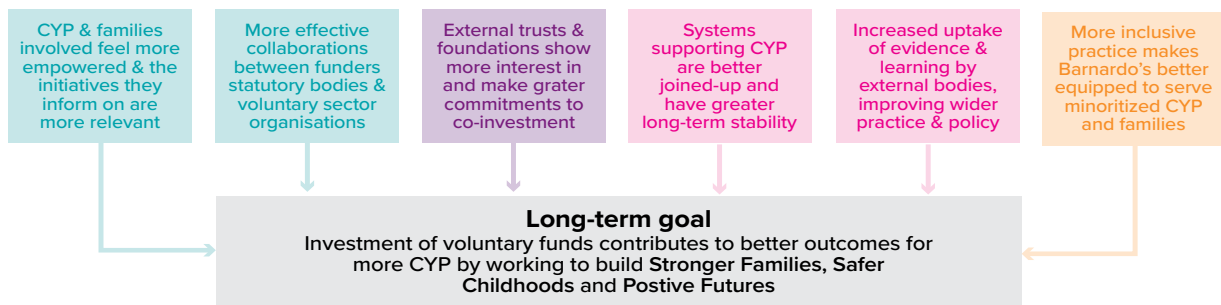 CYP & families
involved feel more
empowered & the
initiatives they
inform on are
more relevant
More effective
collaborations
between funders
statutory bodies &
voluntary sector
organisations
External trusts &
foundations show
more interest in
and make grater
commitments to
co-investment
Systems
supporting CYP
are better
joined-up and
have greater
long-term stability
Increased uptake
of evidence &
learning by
external bodies,
improving wider
practice & policy
More inclusive
practice makes
Barnardo's better
equipped to serve
minoritized CYP
and families
Long-term goal
Investment of voluntary funds contributes to better outcomes for
more CYP by working to build Stronger Families, Safer
Childhoods and Postive Futures